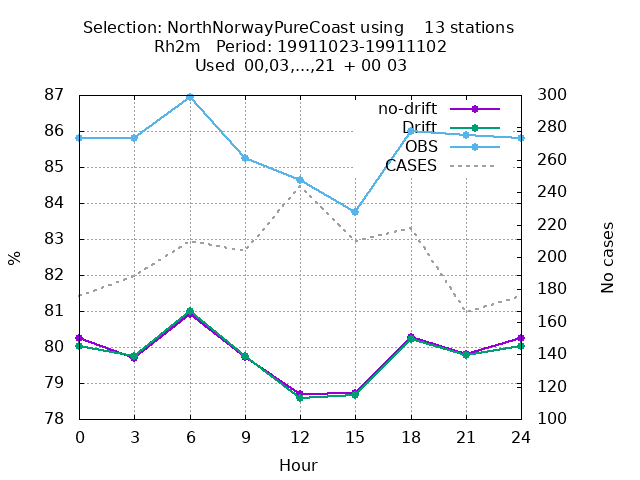 Selection: NorthNorwayPureCoast using 13 stations
Rh2m Period: 19911023-19911102
Used 00,03,...,21 + 00 03
87 300
no-drift
86 280
Drift
OBS
85 260
CASES
84 240
220
83
200
82
180
81
160
80
140
79
120
78 100
%
No cases
0 3 6 9 12 15 18 21 24
Hour